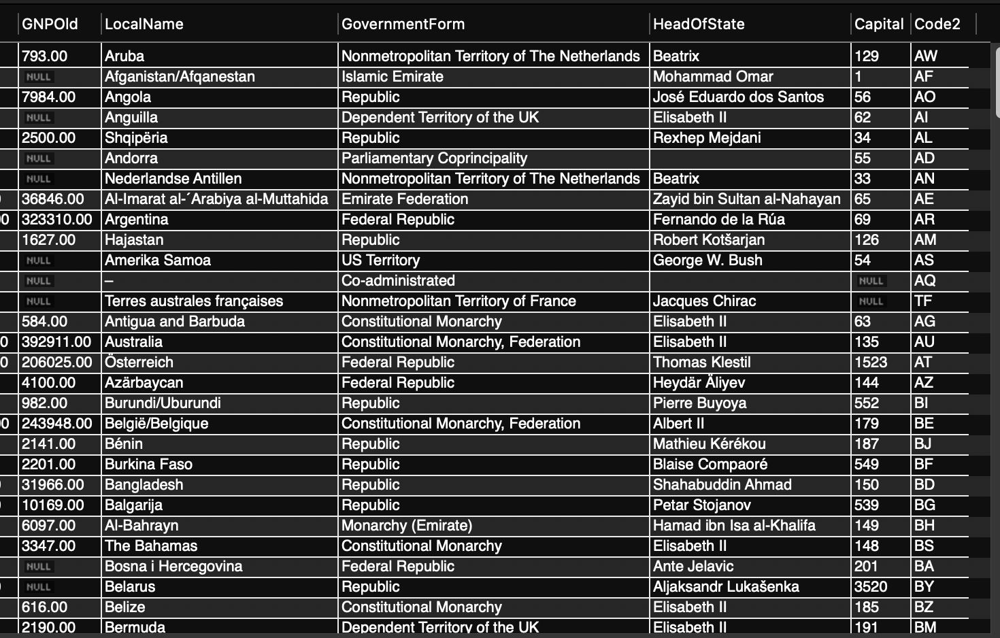 GNPOld LocalName GovernmentForm HeadOfState Capital Code2
793.00 Aruba Nonmetropolitan Territory of The Netherlands Beatrix 129 AW
NULL Afganistan/Afqanestan Islamic Emirate Mohammad Omar 1 AF
7984.00 Angola Republic José Eduardo dos Santos 56 AO
NULL Anguilla Dependent Territory of the UK Elisabeth II 62 AI
2500.00 Shqipëria Republic Rexhep Mejdani 34 AL
NULL Andorra Parliamentary Coprincipality 55 AD
NULL Nederlandse Antillen Nonmetropolitan Territory of The Netherlands Beatrix 33 AN
0 36846.00 Al-Imarat al-´Arabiya al-Muttahida Emirate Federation Zayid bin Sultan al-Nahayan 65 AE
00 323310.00 Argentina Federal Republic Fernando de la Rúa 69 AR
1627.00 Hajastan Republic Robert Kotšarjan 126 AM
NULL Amerika Samoa US Territory George W. Bush 54 AS
NULL – Co-administrated NULL AQ
NULL Terres australes françaises Nonmetropolitan Territory of France Jacques Chirac NULL TF
584.00 Antigua and Barbuda Constitutional Monarchy Elisabeth II 63 AG
0 392911.00 Australia Constitutional Monarchy, Federation Elisabeth II 135 AU
0 206025.00 Österreich Federal Republic Thomas Klestil 1523 AT
4100.00 Azärbaycan Federal Republic Heydär Äliyev 144 AZ
982.00 Burundi/Uburundi Republic Pierre Buyoya 552 BI
00 243948.00 België/Belgique Constitutional Monarchy, Federation Albert II 179 BE
2141.00 Bénin Republic Mathieu Kérékou 187 BJ
2201.00 Burkina Faso Republic Blaise Compaoré 549 BF
0 31966.00 Bangladesh Republic Shahabuddin Ahmad 150 BD
0 10169.00 Balgarija Republic Petar Stojanov 539 BG
6097.00 Al-Bahrayn Monarchy (Emirate) Hamad ibn Isa al-Khalifa 149 BH
3347.00 The Bahamas Constitutional Monarchy Elisabeth II 148 BS
NULL Bosna i Hercegovina Federal Republic Ante Jelavic 201 BA
0 NULL Belarus Republic Aljaksandr Lukašenka 3520 BY
616.00 Belize Constitutional Monarchy Elisabeth II 185 BZ
2190.00 Bermuda Dependent Territory of the UK Elisabeth II 191 BM